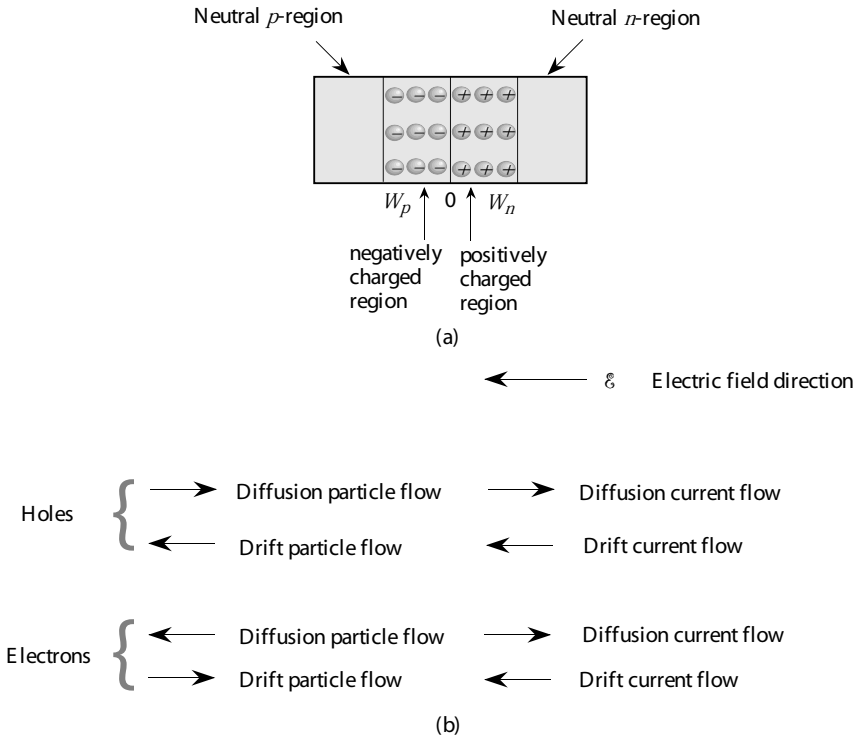 Neutral p-region Neutral n-region
− − − + + +
− − − + + +
− − − + + +
Wp 0 Wn
negatively
charged
region
positively
charged
region
(a)
ℰ Electric field direction
Holes { Diffusion particle flow Diffusion current flow
Drift particle flow Drift current flow
Electrons { Diffusion particle flow Diffusion current flow
Drift particle flow Drift current flow
(b)